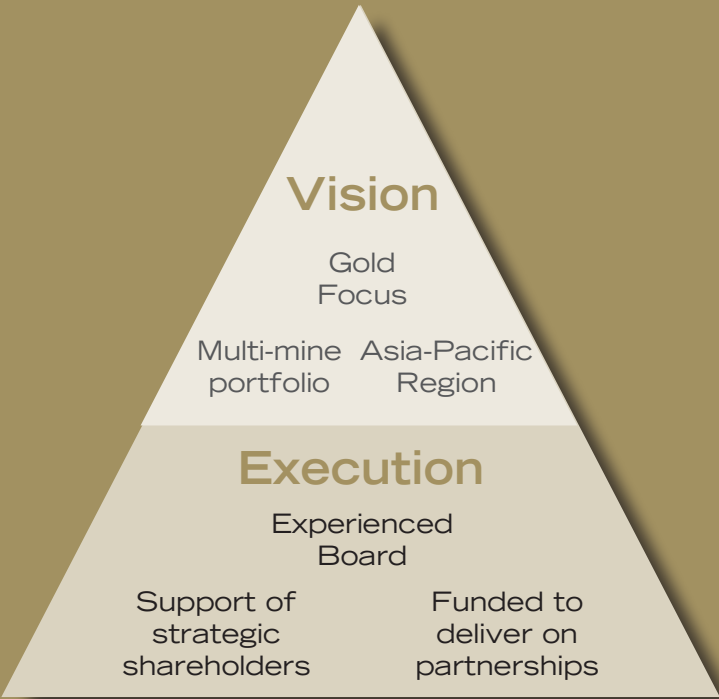 Vision
Gold
Focus
Multi-mine
portfolio
Asia-Pacific
Region
Execution
Experienced
Board
Support of
strategic
shareholders
Funded to
deliver on
partnerships